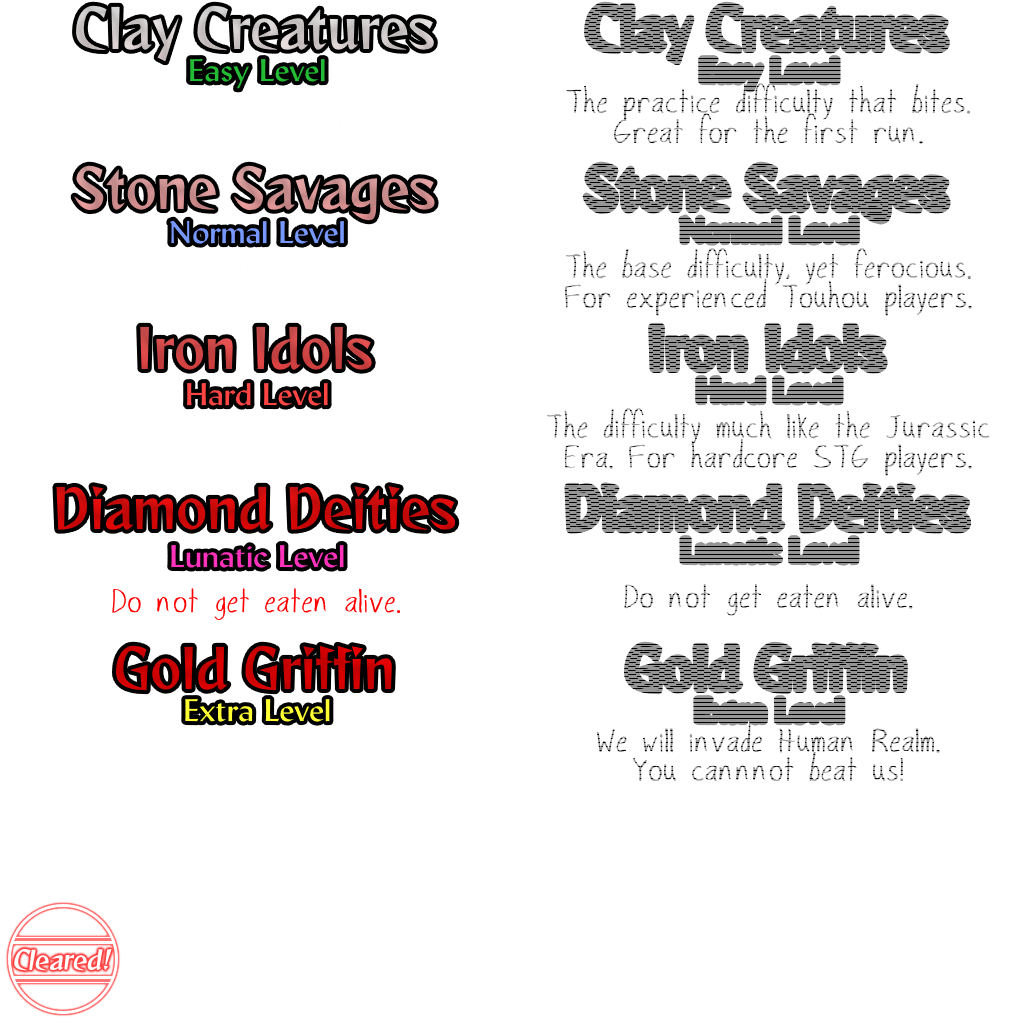 Clay Creatures
Easy Level
Stone Savages
Normal Level
Iron Idols
Hard Level
Diamond Deities
Lunatic Level
Do not get eaten alive.
Gold Griffin
Extra Level
Cleared!
Clay Creatures
Easy Level
The practice difficulty that bites.
Great for the first run.
Stone Savages
Normal Level
The base difficulty, yet ferocious.
For experienced Touhou players.
Iron Idols
Hard Level
The difficulty much like the Jurassic
Era. For hardcore STG players.
Diamond Deities
Lunatic Level
Do not get eaten alive.
Gold Griffin
Extra Level
We will invade Human Realm.
You cannnot beat us!